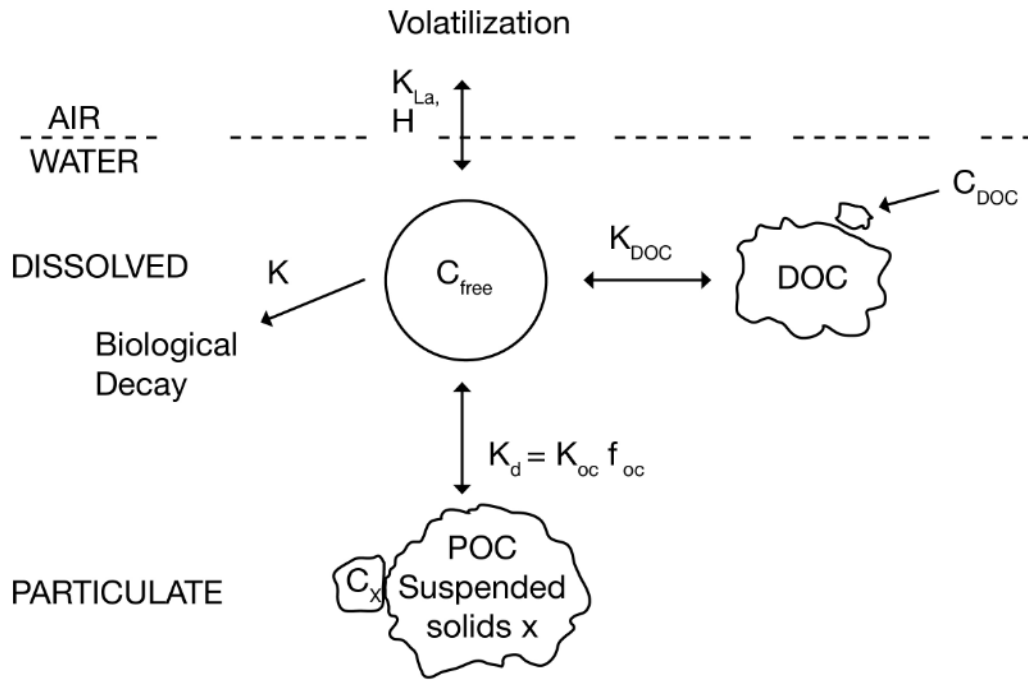 Volatilization
K_La,
H
AIR
WATER
C_DOC
DISSOLVED
K
C_free
K_DOC
DOC
Biological
Decay
K_d = K_oc f_oc
PARTICULATE
C_x
POC
Suspended
solids x